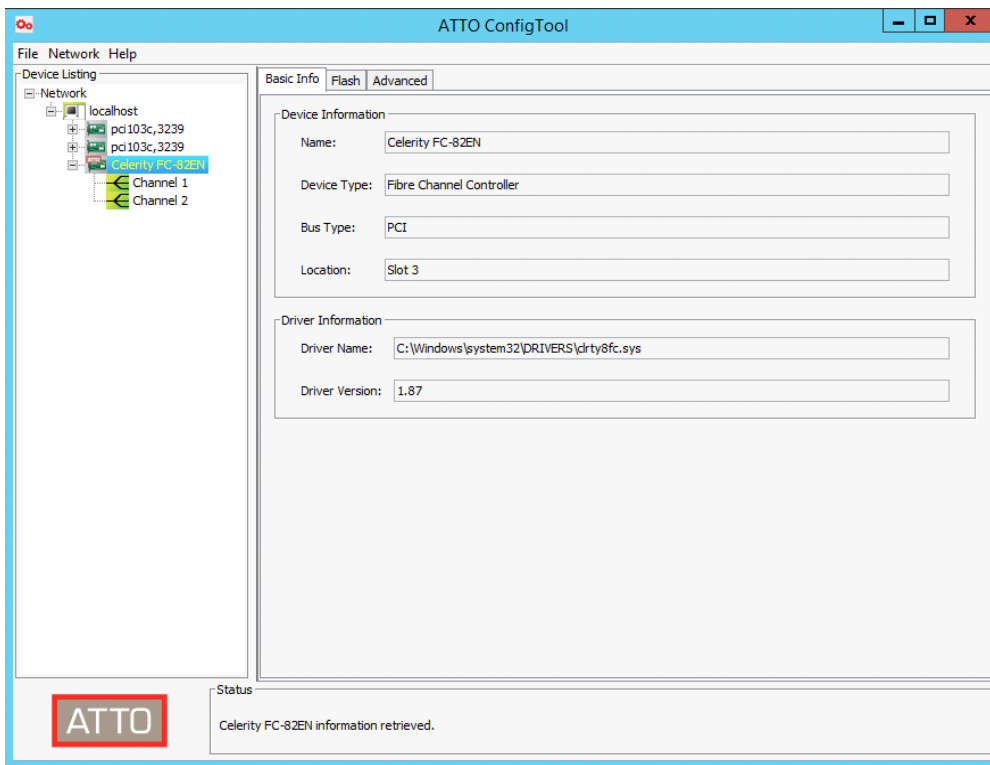 ATTO ConfigTool
File Network Help
Device Listing
Network
localhost
pci103c,3239
pci103c,3239
Celerity FC-82EN
Channel 1
Channel 2
Basic Info Flash Advanced
Device Information
Name: Celerity FC-82EN
Device Type: Fibre Channel Controller
Bus Type: PCI
Location: Slot 3
Driver Information
Driver Name: C:\Windows\system32\DRIVERS\clrty8fc.sys
Driver Version: 1.87
ATTO
Status
Celerity FC-82EN information retrieved.